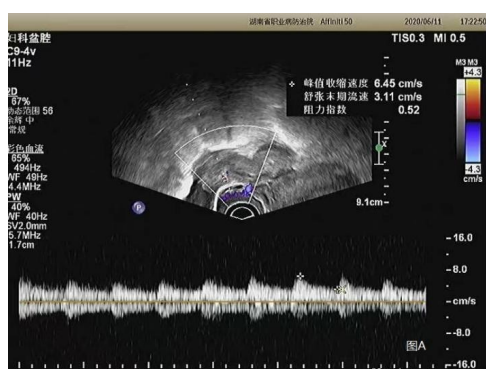 湖南省职业病防治院 Affiniti50 2020/06/11 17:22:50
妇科盆腔 TIS0.3 MI 0.5
C9-4v
11Hz
M3 M3
+4.3
峰值收缩速度 6.45 cm/s
舒张末期流速 3.11 cm/s
阻力指数 0.52
2D
67%
动态范围 56
余辉 中
常规
彩色血流
65%
494Hz
WF 49Hz
4.4MHz
PW
40%
WF 40Hz
SV2.0mm
5.7MHz
1.7cm
X
-4.3
cm/s
9.1cm
P
-16.0
-8.0
cm/s
--8.0
图A
-16.0